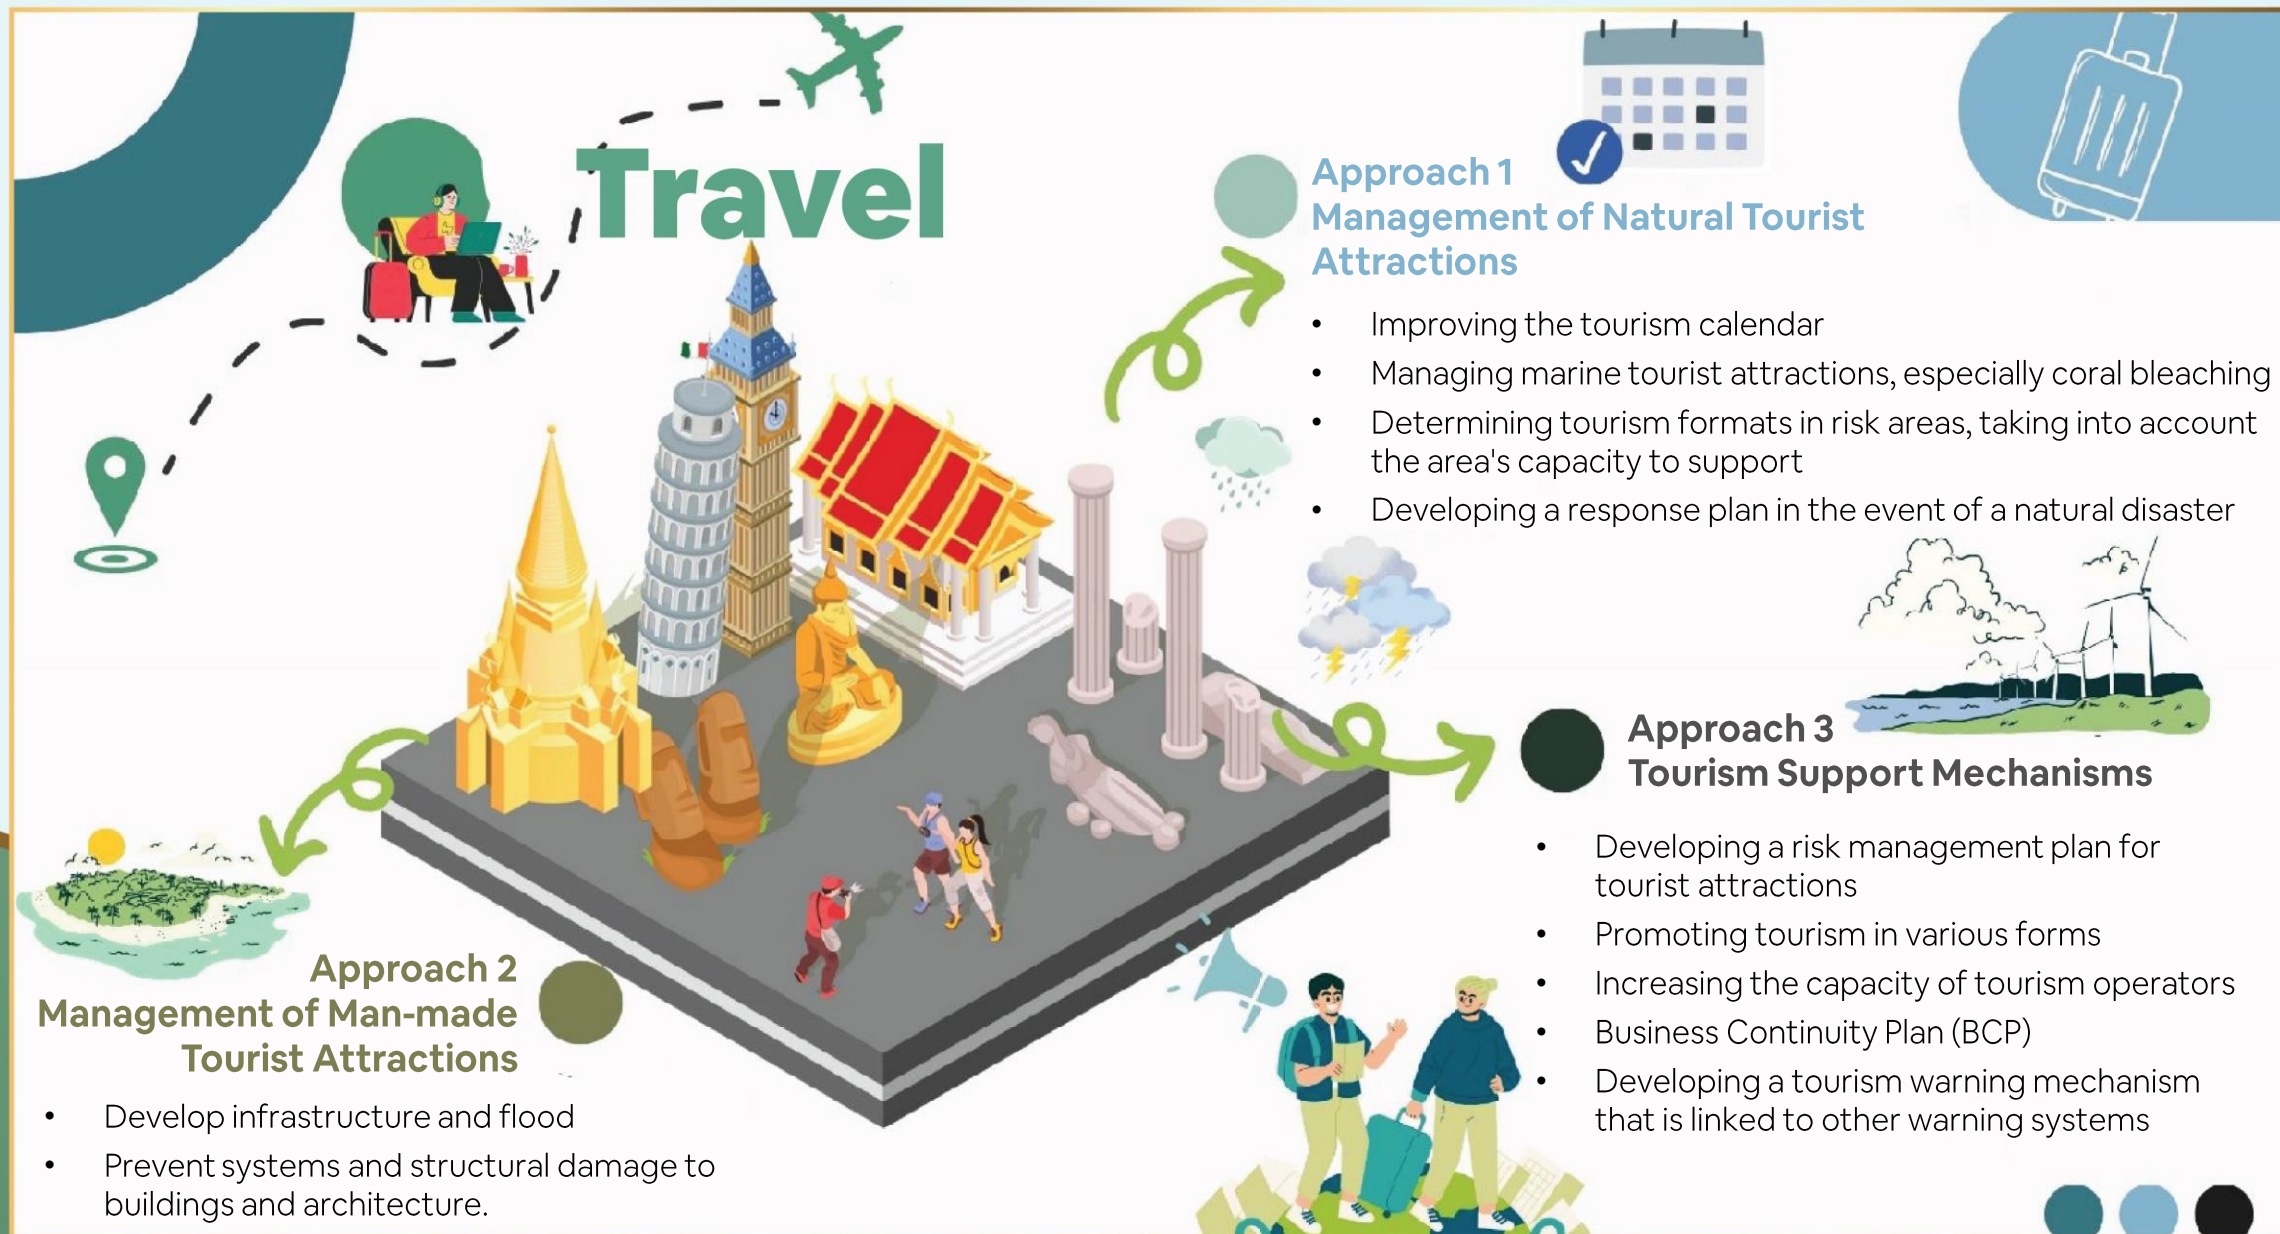 Travel
Approach 1
Management of Natural Tourist
Attractions
• Improving the tourism calendar
• Managing marine tourist attractions, especially coral bleaching
• Determining tourism formats in risk areas, taking into account
the area's capacity to support
• Developing a response plan in the event of a natural disaster
Approach 2
Management of Man-made
Tourist Attractions
• Develop infrastructure and flood
• Prevent systems and structural damage to
buildings and architecture.
Approach 3
Tourism Support Mechanisms
• Developing a risk management plan for
tourist attractions
• Promoting tourism in various forms
• Increasing the capacity of tourism operators
• Business Continuity Plan (BCP)
• Developing a tourism warning mechanism
that is linked to other warning systems